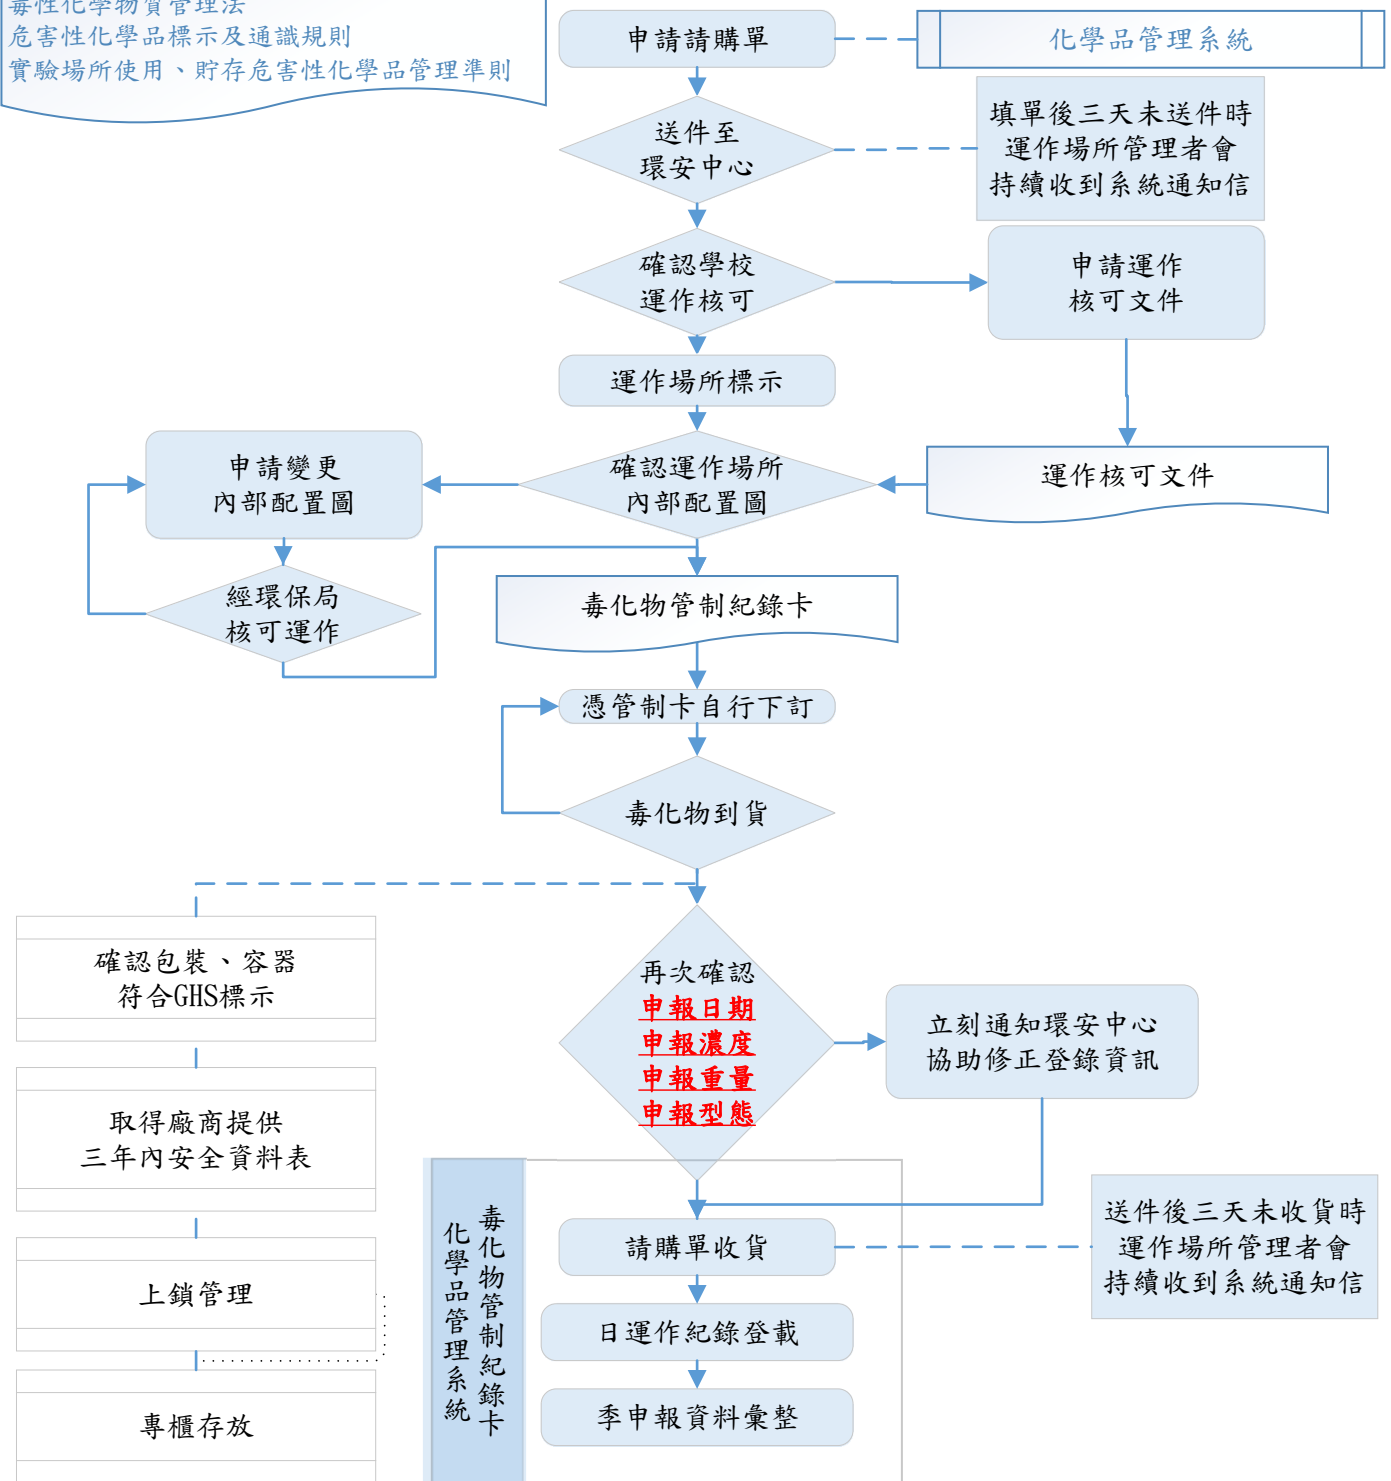 毒性化學物質管理法
危害性化學品標示及通識規則
實驗場所使用、貯存危害性化學品管理準則
申請請購單
化學品管理系統
送件至
環安中心
填單後三天未送件時
運作場所管理者會
持續收到系統通知信
確認學校
運作核可
申請運作
核可文件
運作場所標示
申請變更
內部配置圖
確認運作場所
內部配置圖
運作核可文件
經環保局
核可運作
毒化物管制紀錄卡
憑管制卡自行下訂
毒化物到貨
確認包裝、容器
符合GHS標示
再次確認
申報日期
申報濃度
申報重量
申報型態
立刻通知環安中心
協助修正登錄資訊
取得廠商提供
三年內安全資料表
毒化物管制紀錄卡
化學品管理系統
請購單收貨
送件後三天未收貨時
運作場所管理者會
持續收到系統通知信
上鎖管理
日運作紀錄登載
專櫃存放
季申報資料彙整